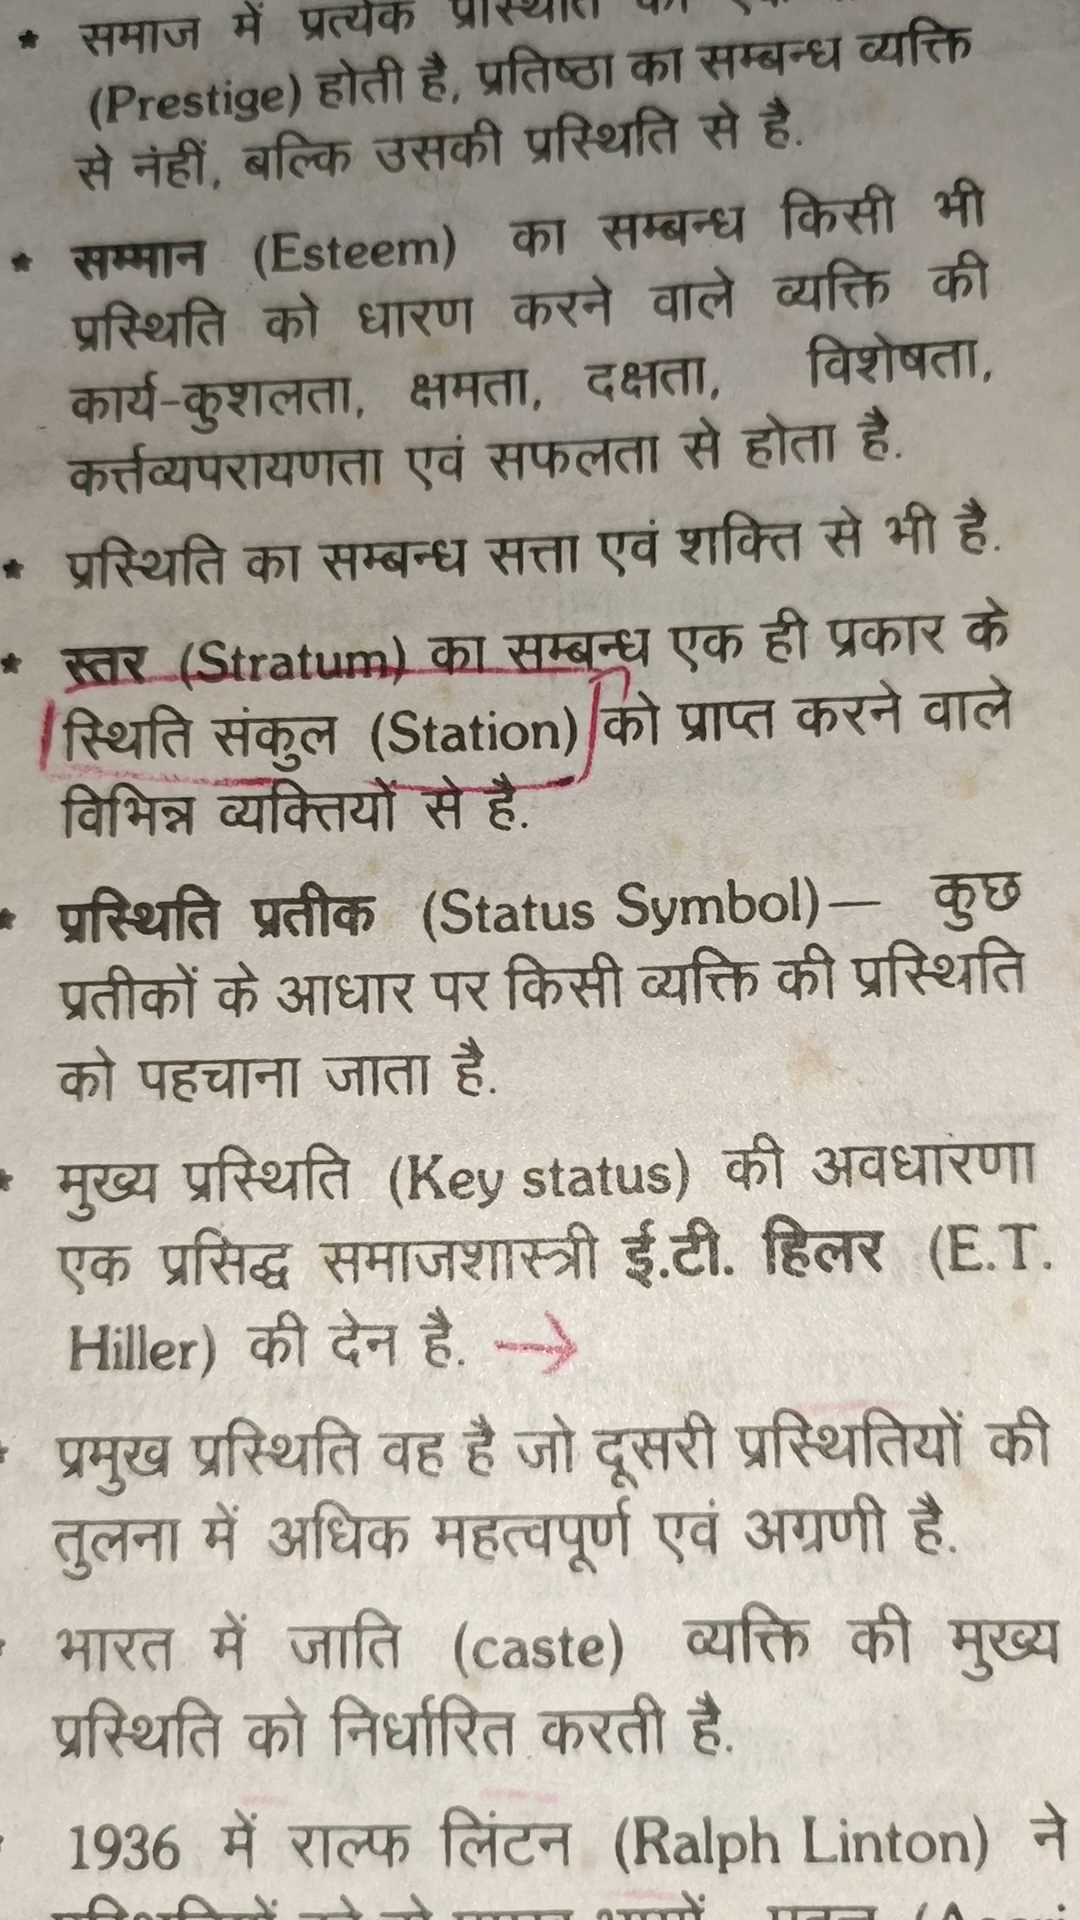 * समाज में प्रत्येक प्रस्थिति की एक
(Prestige) होती है, प्रतिष्ठा का सम्बन्ध व्यक्ति
से नंहीं, बल्कि उसकी प्रस्थिति से है.
* सम्मान (Esteem) का सम्बन्ध किसी भी
प्रस्थिति को धारण करने वाले व्यक्ति की
कार्य-कुशलता, क्षमता, दक्षता, विशेषता,
कर्त्तव्यपरायणता एवं सफलता से होता है.
* प्रस्थिति का सम्बन्ध सत्ता एवं शक्ति से भी है.
* स्तर (Stratum) का सम्बन्ध एक ही प्रकार के
स्थिति संकुल (Station) को प्राप्त करने वाले
विभिन्न व्यक्तियों से है.
* प्रस्थिति प्रतीक (Status Symbol)— कुछ
प्रतीकों के आधार पर किसी व्यक्ति की प्रस्थिति
को पहचाना जाता है.
* मुख्य प्रस्थिति (Key status) की अवधारणा
एक प्रसिद्ध समाजशास्त्री ई.टी. हिलर (E.T.
Hiller) की देन है. →
प्रमुख प्रस्थिति वह है जो दूसरी प्रस्थितियों की
तुलना में अधिक महत्वपूर्ण एवं अग्रणी है.
भारत में जाति (caste) व्यक्ति की मुख्य
प्रस्थिति को निर्धारित करती है.
1936 में राल्फ लिंटन (Ralph Linton) ने